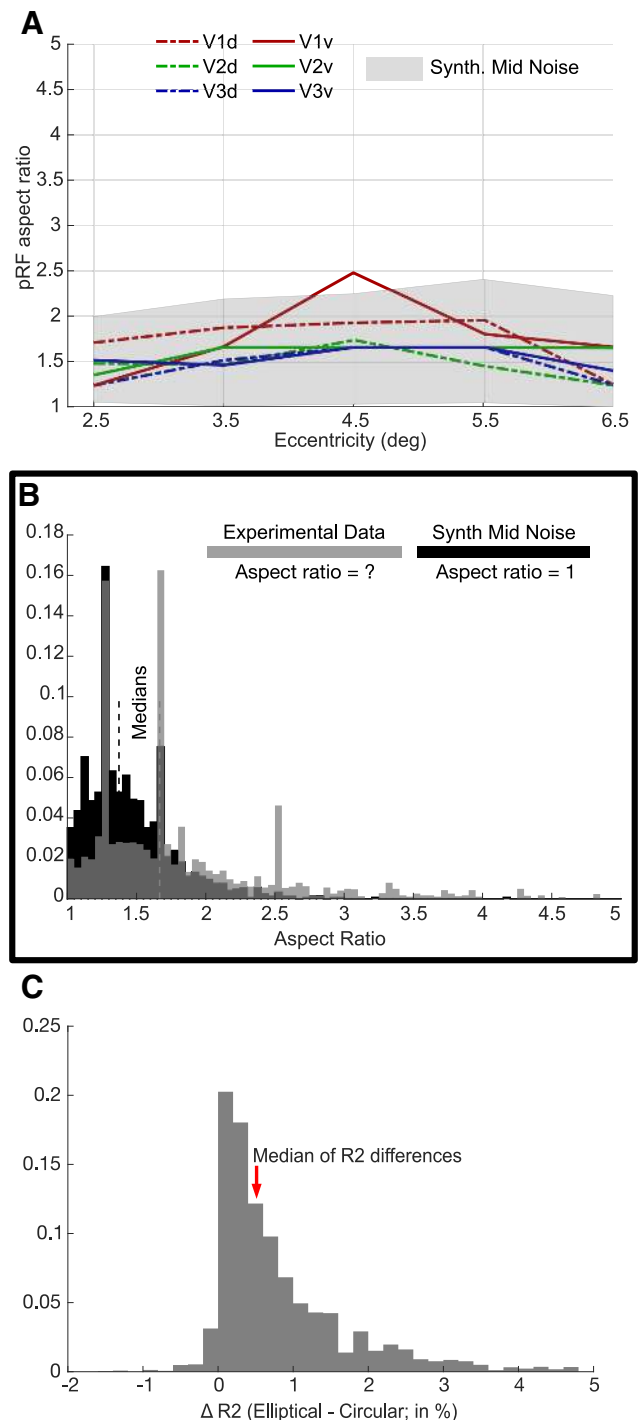 A
V1d V1v
V2d V2v Synth. Mid Noise
V3d V3v
pRF aspect ratio
5
4.5
4
3.5
3
2.5
2
1.5
1
2.5 3.5 4.5 5.5 6.5
Eccentricity (deg)
B
Experimental Data Synth Mid Noise
Aspect ratio = ? Aspect ratio = 1
Medians
0.18
0.16
0.14
0.12
0.1
0.08
0.06
0.04
0.02
0
1 1.5 2 2.5 3 3.5 4 4.5 5
Aspect Ratio
C
0.25
0.2
0.15
0.1
0.05
0
Median of R2 differences
-2 -1 0 1 2 3 4 5
Δ R2 (Elliptical - Circular; in %)